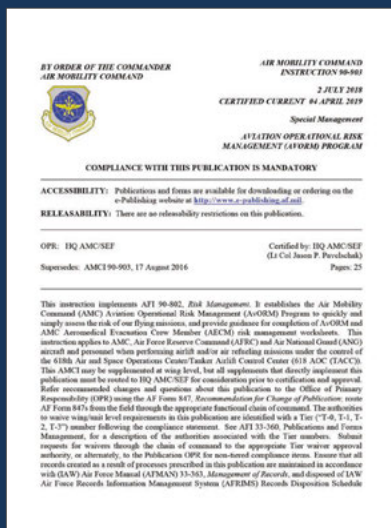 BY ORDER OF THE COMMANDER
AIR MOBILITY COMMAND
AIR MOBILITY COMMAND
INSTRUCTION 90-903
2 JULY 2018
CERTIFIED CURRENT 04 APRIL 2019
Special Management
AVIATION OPERATIONAL RISK
MANAGEMENT (AVORM) PROGRAM
COMPLIANCE WITH THIS PUBLICATION IS MANDATORY
ACCESSIBILITY: Publications and forms are available for downloading or ordering on the
e-Publishing website at http://www.e-publishing.af.mil.
RELEASABILITY: There are no releasability restrictions on this publication.
OPR: HQ AMC/SEF
Certified by: HQ AMC/SEF
(Lt Col Jason P. Pavelschak)
Supersedes: AMCI 90-903, 17 August 2016
Pages: 25
This instruction implements AFI 90-802, Risk Management. It establishes the Air Mobility
Command (AMC) Aviation Operational Risk Management (AvORM) Program to quickly and
simply assess the risk of our flying missions, and provide guidance for completion of AvORM and
AMC Aeromedical Evacuation Crew Member (AECM) risk management worksheets. This
instruction applies to AMC, Air Force Reserve Command (AFRC) and Air National Guard (ANG)
aircraft and personnel when performing airlift and/or air refueling missions under the control of
the 618th Air and Space Operations Center/Tanker Airlift Control Center (618 AOC (TACC)).
This AMCI may be supplemented at wing level, but all supplements that directly implement this
publication must be routed to HQ AMC/SEF for consideration prior to certification and approval.
Refer recommended changes and questions about this publication to the Office of Primary
Responsibility (OPR) using the AF Form 847, Recommendation for Change of Publication; route
AF Form 847s from the field through the appropriate functional chain of command. The authorities
to waive wing/unit level requirements in this publication are identified with a Tier ("T-0, T-1, T-
2, T-3") number following the compliance statement. See AFI 33-360, Publications and Forms
Management, for a description of the authorities associated with the Tier numbers. Submit
requests for waivers through the chain of command to the appropriate Tier waiver approval
authority, or alternately, to the Publication OPR for non-tiered compliance items. Ensure that all
records created as a result of processes prescribed in this publication are maintained in accordance
with (IAW) Air Force Manual (AFMAN) 33-363, Management of Records, and disposed of IAW
Air Force Records Information Management System (AFRIMS) Records Disposition Schedule